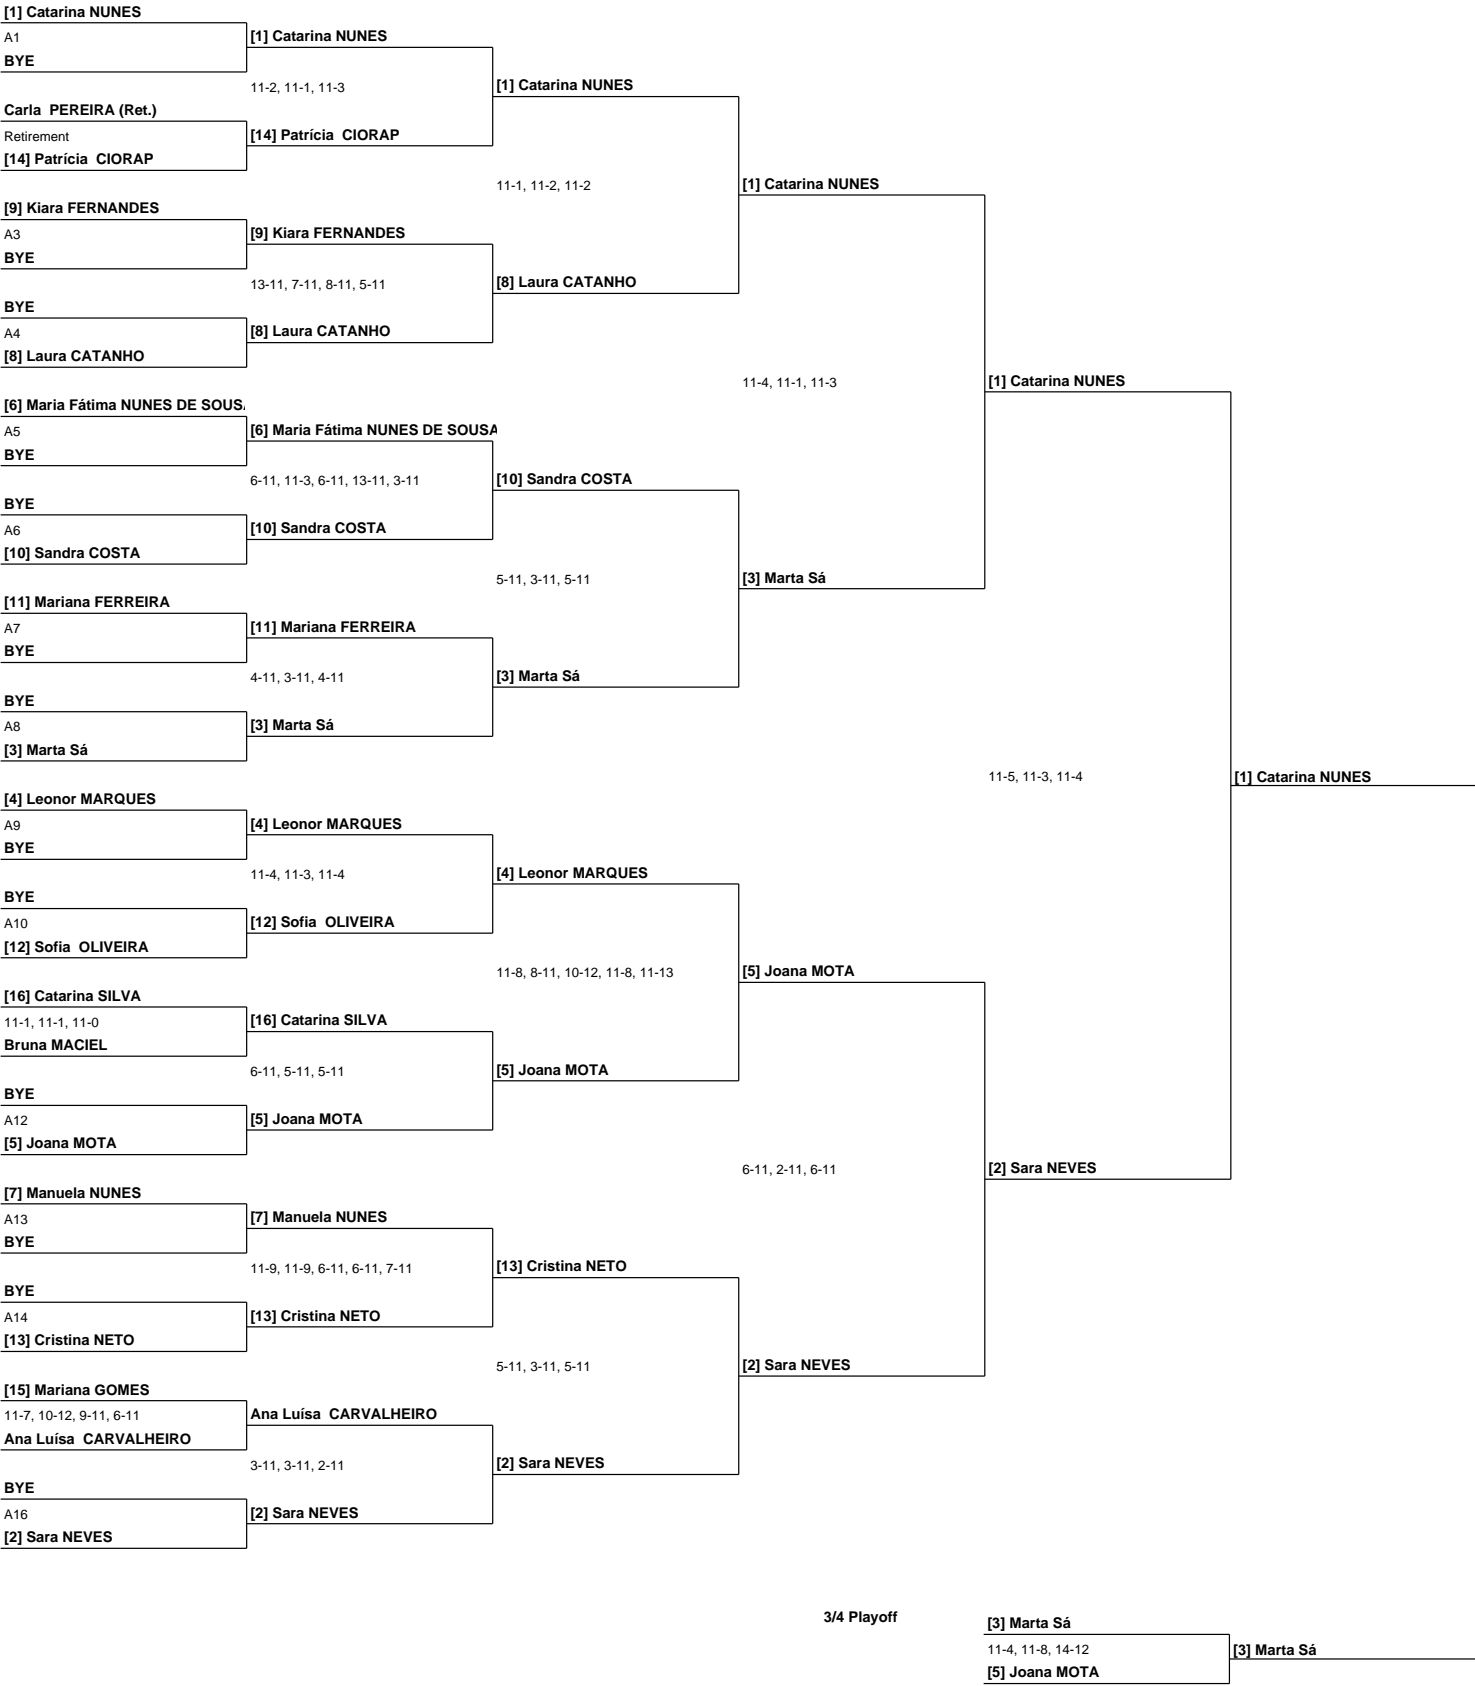 [1] Catarina NUNES
A1
BYE
Carla PEREIRA (Ret.)
Retirement
[14] Patrícia CIORAP
[9] Kiara FERNANDES
A3
BYE
BYE
A4
[8] Laura CATANHO
[6] Maria Fátima NUNES DE SOUS
A5
BYE
BYE
A6
[10] Sandra COSTA
[11] Mariana FERREIRA
A7
BYE
BYE
A8
[3] Marta Sá
[4] Leonor MARQUES
A9
BYE
BYE
A10
[12] Sofia OLIVEIRA
[16] Catarina SILVA
11-1, 11-1, 11-0
Bruna MACIEL
BYE
A12
[5] Joana MOTA
[7] Manuela NUNES
A13
BYE
BYE
A14
[13] Cristina NETO
[15] Mariana GOMES
11-7, 10-12, 9-11, 6-11
Ana Luísa CARVALHEIRO
BYE
A16
[2] Sara NEVES
[1] Catarina NUNES
11-2, 11-1, 11-3
[14] Patrícia CIORAP
[9] Kiara FERNANDES
13-11, 7-11, 8-11, 5-11
[8] Laura CATANHO
[6] Maria Fátima NUNES DE SOUSA
6-11, 11-3, 6-11, 13-11, 3-11
[10] Sandra COSTA
[11] Mariana FERREIRA
4-11, 3-11, 4-11
[3] Marta Sá
[4] Leonor MARQUES
11-4, 11-3, 11-4
[12] Sofia OLIVEIRA
[16] Catarina SILVA
6-11, 5-11, 5-11
[5] Joana MOTA
[7] Manuela NUNES
11-9, 11-9, 6-11, 6-11, 7-11
[13] Cristina NETO
Ana Luísa CARVALHEIRO
3-11, 3-11, 2-11
[2] Sara NEVES
[1] Catarina NUNES
11-1, 11-2, 11-2
[8] Laura CATANHO
[10] Sandra COSTA
5-11, 3-11, 5-11
[3] Marta Sá
[4] Leonor MARQUES
11-8, 8-11, 10-12, 11-8, 11-13
[5] Joana MOTA
[13] Cristina NETO
5-11, 3-11, 5-11
[2] Sara NEVES
[1] Catarina NUNES
11-4, 11-1, 11-3
[3] Marta Sá
[5] Joana MOTA
6-11, 2-11, 6-11
[2] Sara NEVES
[1] Catarina NUNES
11-5, 11-3, 11-4
[2] Sara NEVES
[1] Catarina NUNES
3/4 Playoff
[3] Marta Sá
11-4, 11-8, 14-12
[5] Joana MOTA
[3] Marta Sá